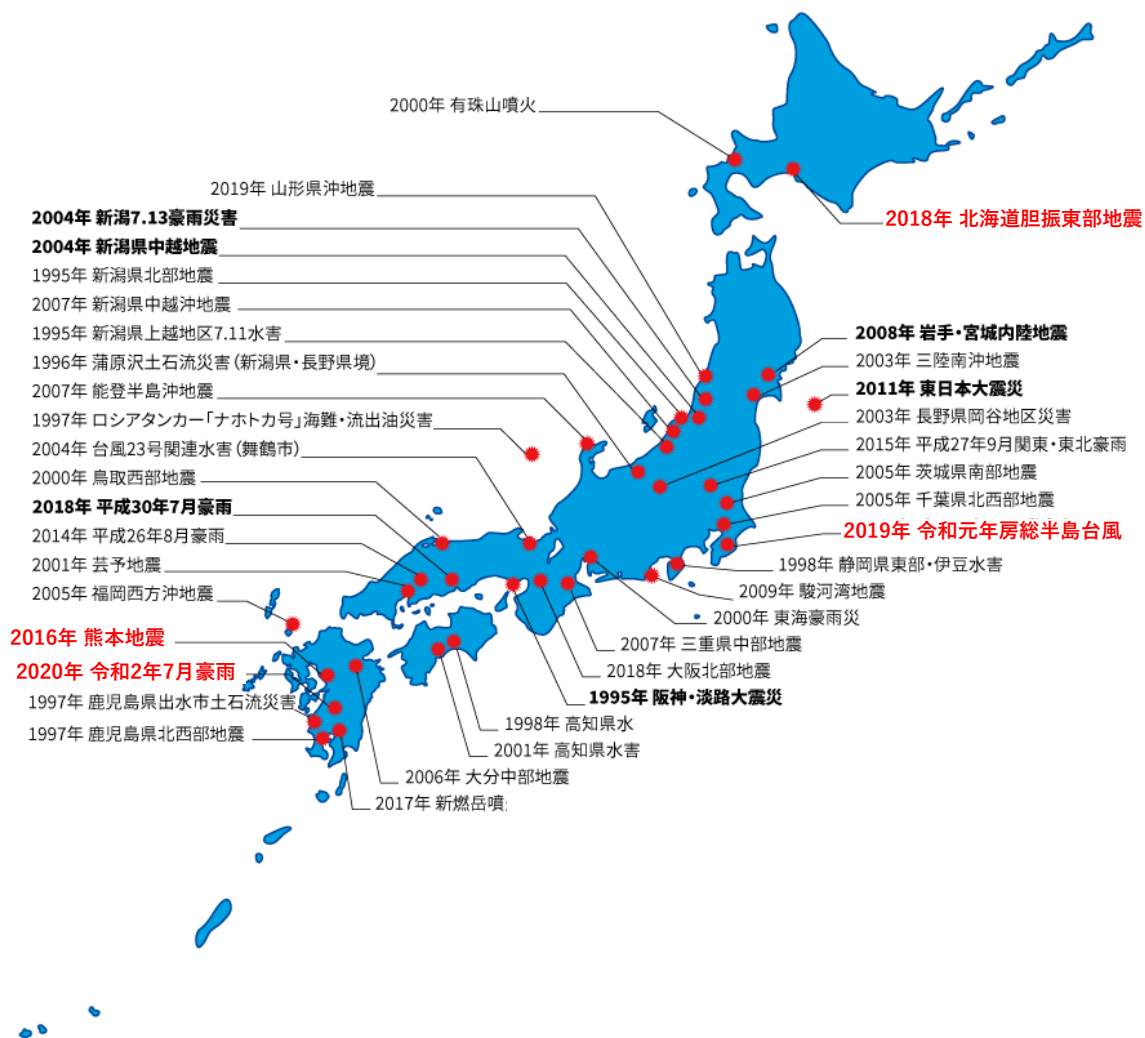 2000年 有珠山噴火
2019年 山形県沖地震
2004年 新潟7.13豪雨災害
2004年 新潟県中越地震
1995年 新潟県北部地震
2007年 新潟県中越沖地震
1995年 新潟県上越地区7.11水害
1996年 蒲原沢土石流災害(新潟県・長野県境)
2007年 能登半島沖地震
1997年 ロシアタンカー「ナホトカ号」海難・流出油災害
2004年 台風23号関連水害(舞鶴市)
2000年 鳥取西部地震
2018年 平成30年7月豪雨
2014年 平成26年8月豪雨
2001年 芸予地震
2005年 福岡西方沖地震
2016年 熊本地震
2020年 令和2年7月豪雨
1997年 鹿児島県出水市土石流災害
1997年 鹿児島県北西部地震
2018年 北海道胆振東部地震
2008年 岩手・宮城内陸地震
2003年 三陸南沖地震
2011年 東日本大震災
2003年 長野県岡谷地区災害
2015年 平成27年9月関東・東北豪雨
2005年 茨城県南部地震
2005年 千葉県北西部地震
2019年 令和元年房総半島台風
1998年 静岡県東部・伊豆水害
2009年 駿河湾地震
2000年 東海豪雨災
2007年 三重県中部地震
2018年 大阪北部地震
1995年 阪神・淡路大震災
1998年 高知県水
2001年 高知県水害
2006年 大分中部地震
2017年 新燃岳噴